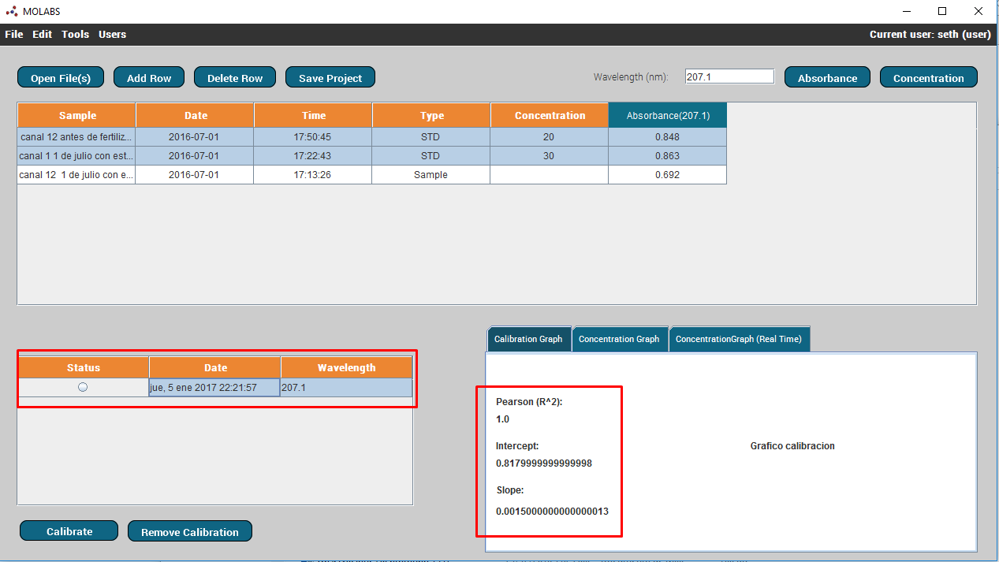 MOLABS
File Edit Tools Users Current user: seth (user)
Open File(s) Add Row Delete Row Save Project Wavelength (nm): 207.1 Absorbance Concentration
Sample Date Time Type Concentration Absorbance(207.1)
canal 12 antes de fertiliz... 2016-07-01 17:50:45 STD 20 0.848
canal 1 1 de julio con est... 2016-07-01 17:22:43 STD 30 0.863
canal 12 1 de julio con e... 2016-07-01 17:13:26 Sample 0.692
Calibration Graph Concentration Graph ConcentrationGraph (Real Time)
Status Date Wavelength
jue, 5 ene 2017 22:21:57 207.1
Pearson (R^2):
1.0
Intercept:
0.8179999999999998
Slope:
0.0015000000000000013
Grafico calibracion
Calibrate Remove Calibration